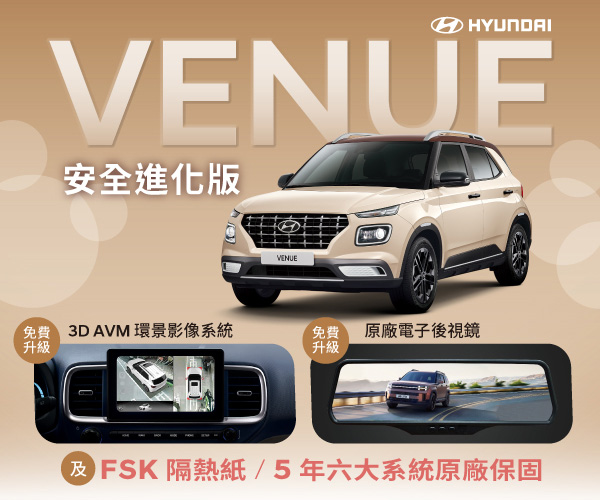 HYUNDAI
VENUE
安全進化版
VENUE
免費
升級
3D AVM 環景影像系統
免費
升級
原廠電子後視鏡
及 FSK 隔熱紙 / 5 年六大系統原廠保固